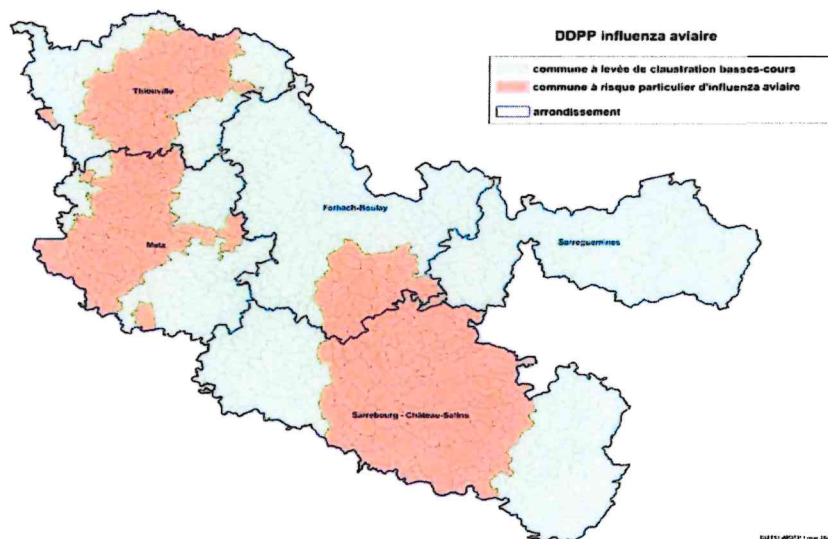 DDPP influenza aviaire
commune à levée de claustration basses-cours
commune à risque particulier d'influenza aviaire
arrondissement
Thionville
Forbach-Boulay
Metz
Sarreguemines
Sarrebourg - Château-Salins